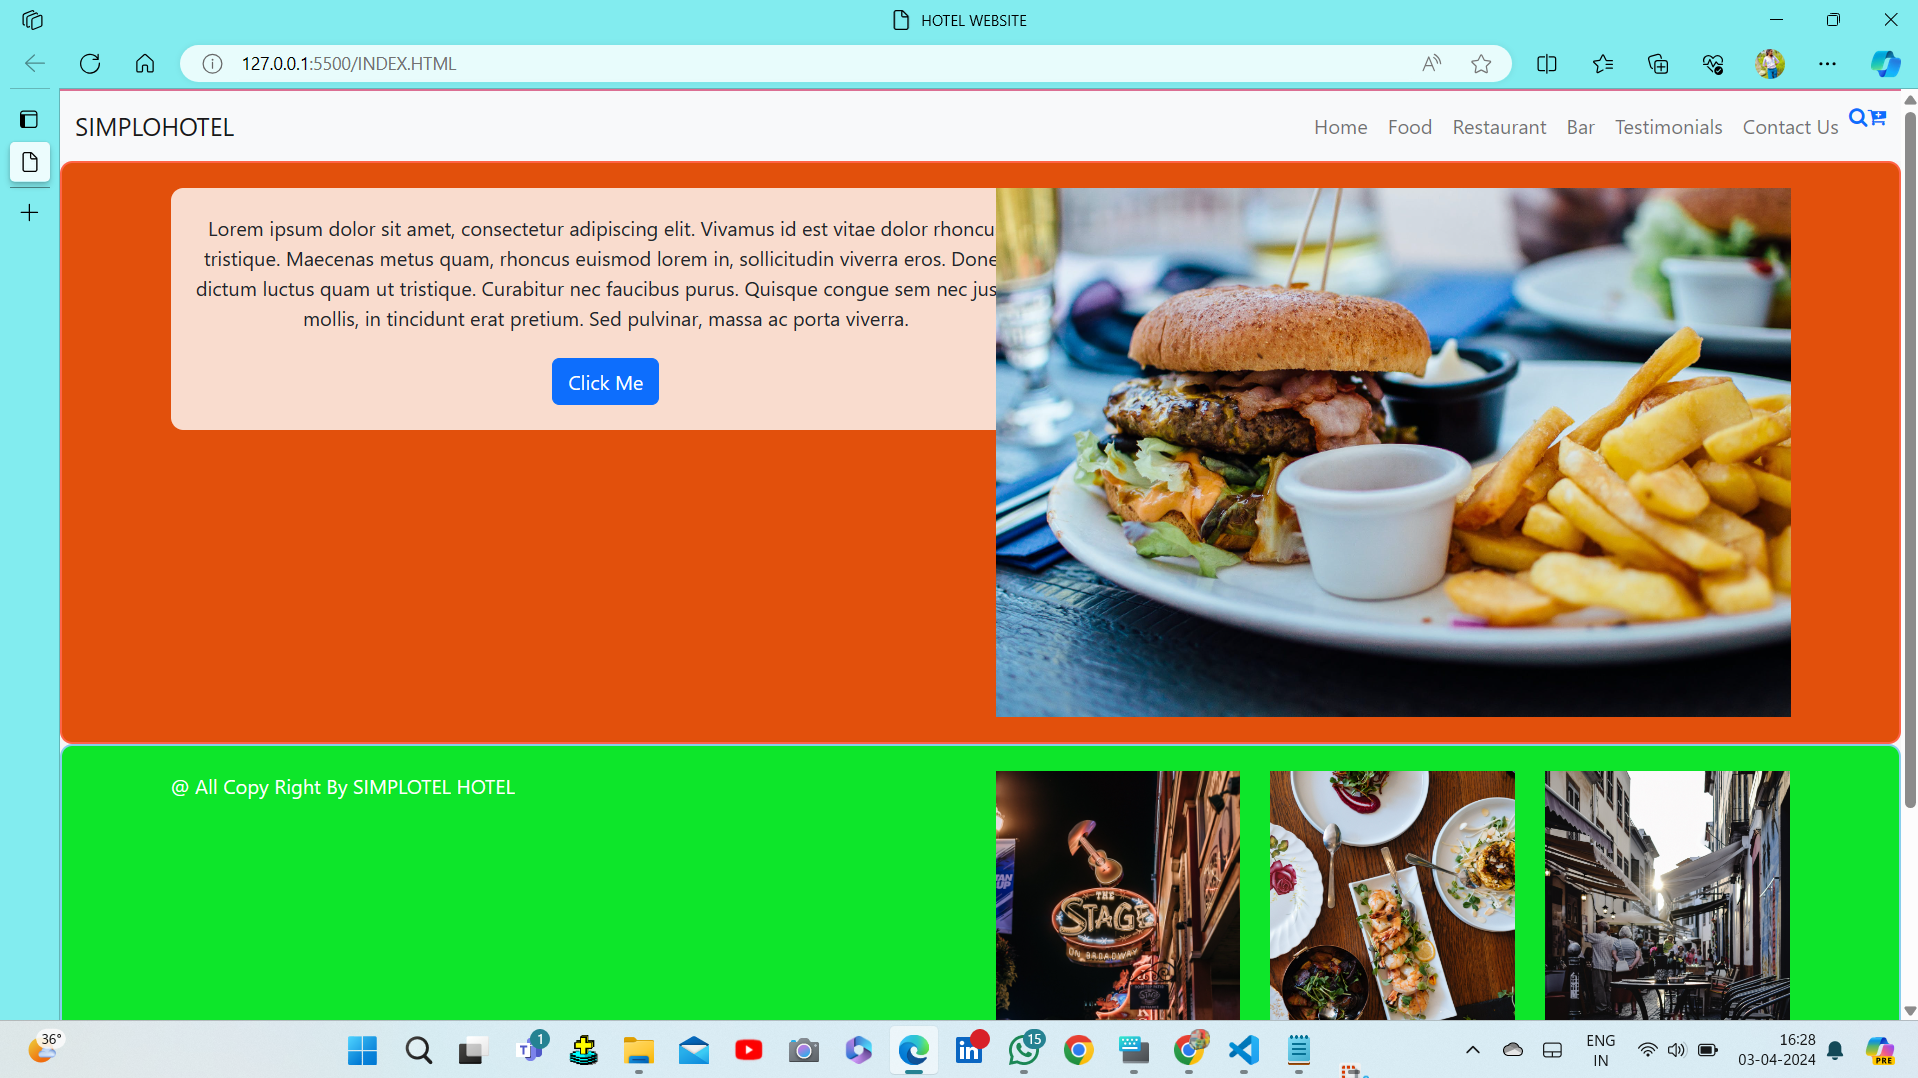 HOTEL WEBSITE
127.0.0.1:5500/INDEX.HTML
SIMPLOHOTEL
Home Food Restaurant Bar Testimonials Contact Us
Lorem ipsum dolor sit amet, consectetur adipiscing elit. Vivamus id est vitae dolor rhoncu
tristique. Maecenas metus quam, rhoncus euismod lorem in, sollicitudin viverra eros. Done
dictum luctus quam ut tristique. Curabitur nec faucibus purus. Quisque congue sem nec jus
mollis, in tincidunt erat pretium. Sed pulvinar, massa ac porta viverra.
Click Me
@ All Copy Right By SIMPLOTEL HOTEL
THE
STAGE
ON BROADWAY
STAGE
36°
1
15
ENG
IN
16:28
03-04-2024
PRE